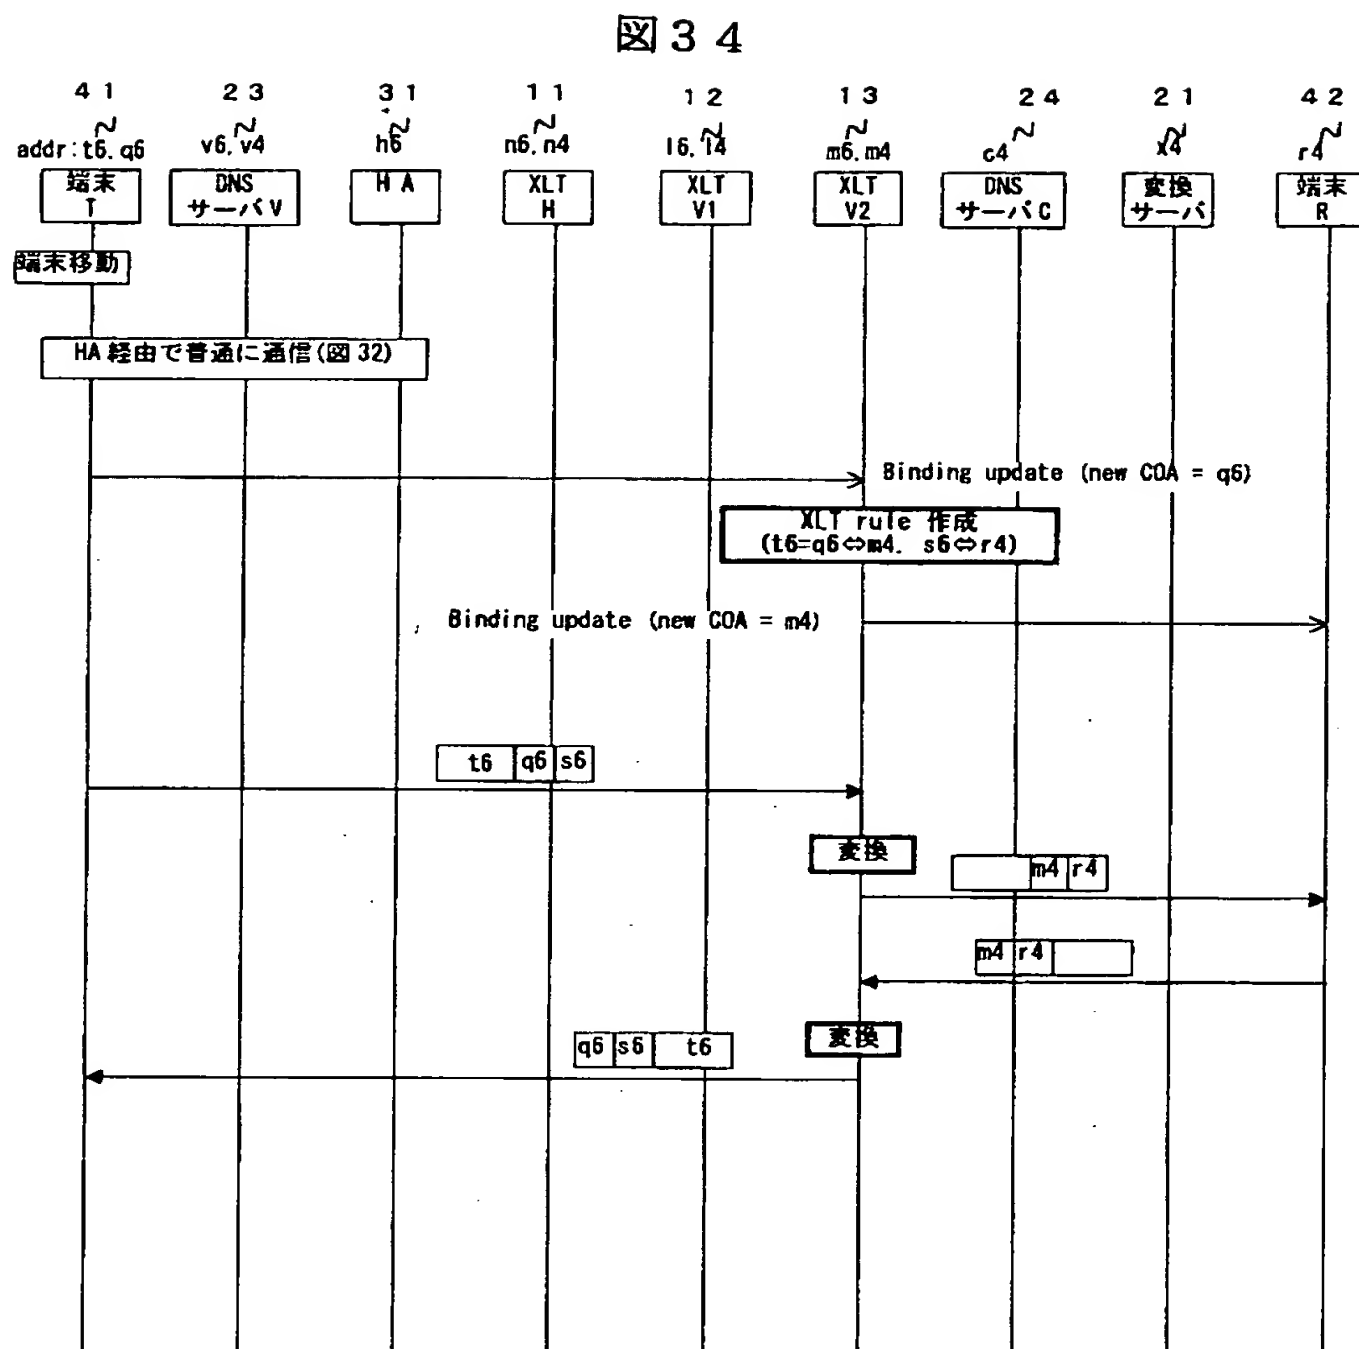 図34
41 23 31 11 12 13 24 21 42
addr:t6.q6 v6.v4 h6 n6.n4 l6.l4 m6.m4 c4 x4 r4
端末 DNS HA XLT XLT XLT DNS 変換 端末
T サーバV H V1 V2 サーバC サーバ R
端末移動
HA経由で普通に通信(図32)
Binding update (new COA = q6)
XLT rule 作成
(t6=q6⇔m4. s6⇔r4)
Binding update (new COA = m4)
t6 q6 s6
変換
m4 r4
m4 r4
変換
q6 s6 t6